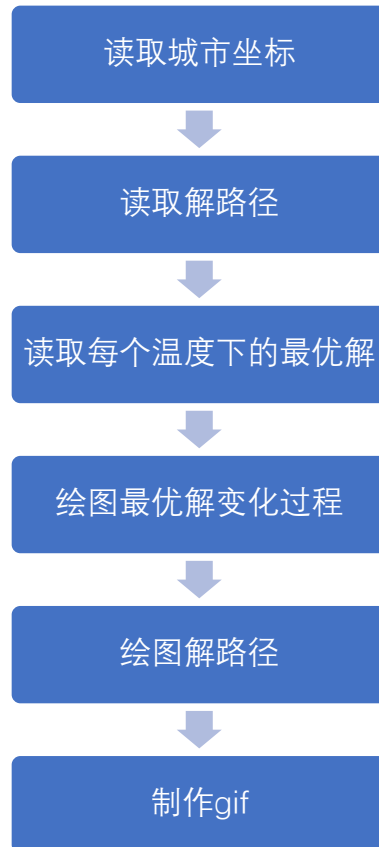 读取城市坐标
读取解路径
读取每个温度下的最优解
绘图最优解变化过程
绘图解路径
制作gif